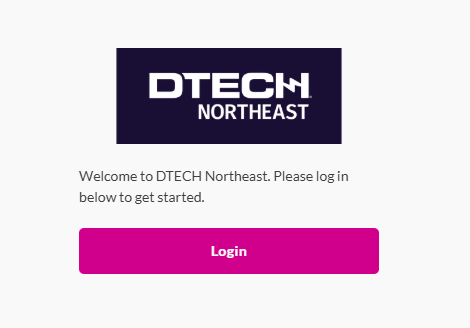 DTECH
NORTHEAST
Welcome to DTECH Northeast. Please log in
below to get started.
Login